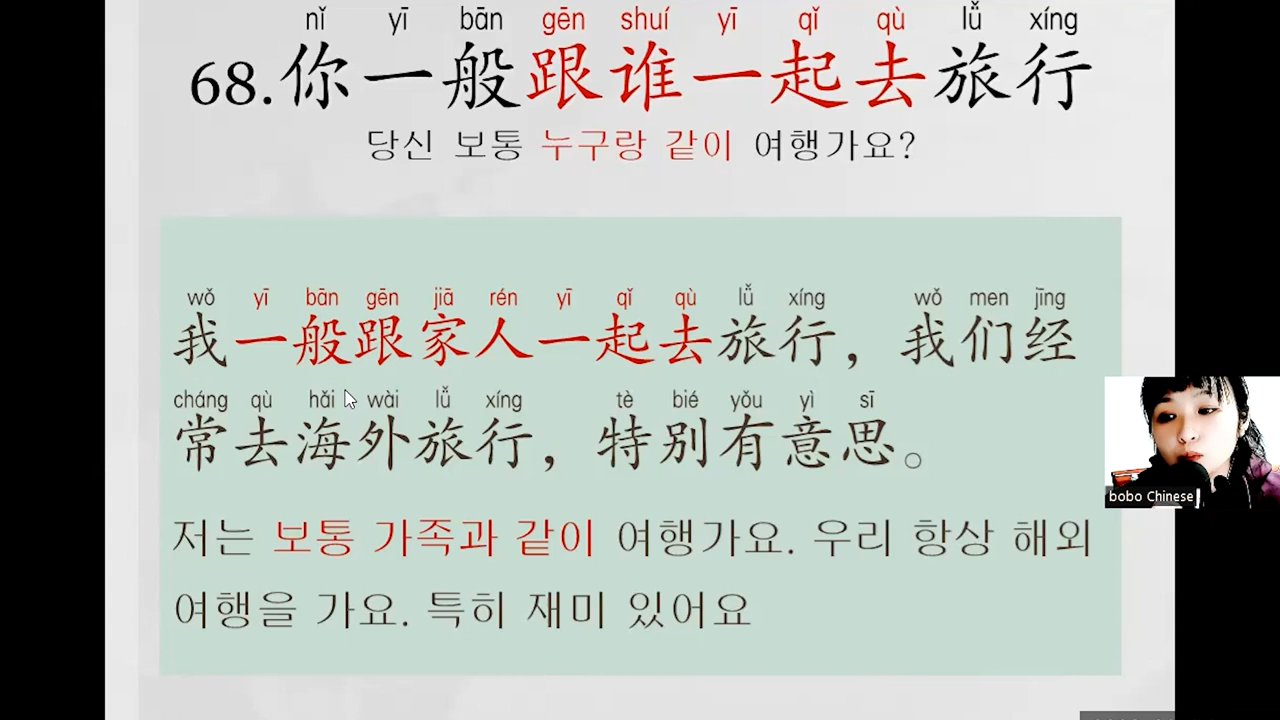 nǐ yī bān gēn shuí yī qǐ qù lǚ xíng
68.你一般跟谁一起去旅行
당신 보통 누구랑 같이 여행가요?
wǒ yī bān gēn jiā rén yī qǐ qù lǚ xíng wǒ men jīng
我一般跟家人一起去旅行，我们经
cháng qù hǎi wài lǚ xíng tè bié yǒu yì sī
常去海外旅行，特别有意思。
저는 보통 가족과 같이 여행가요. 우리 항상 해외
여행을 가요. 특히 재미 있어요
bobo Chinese